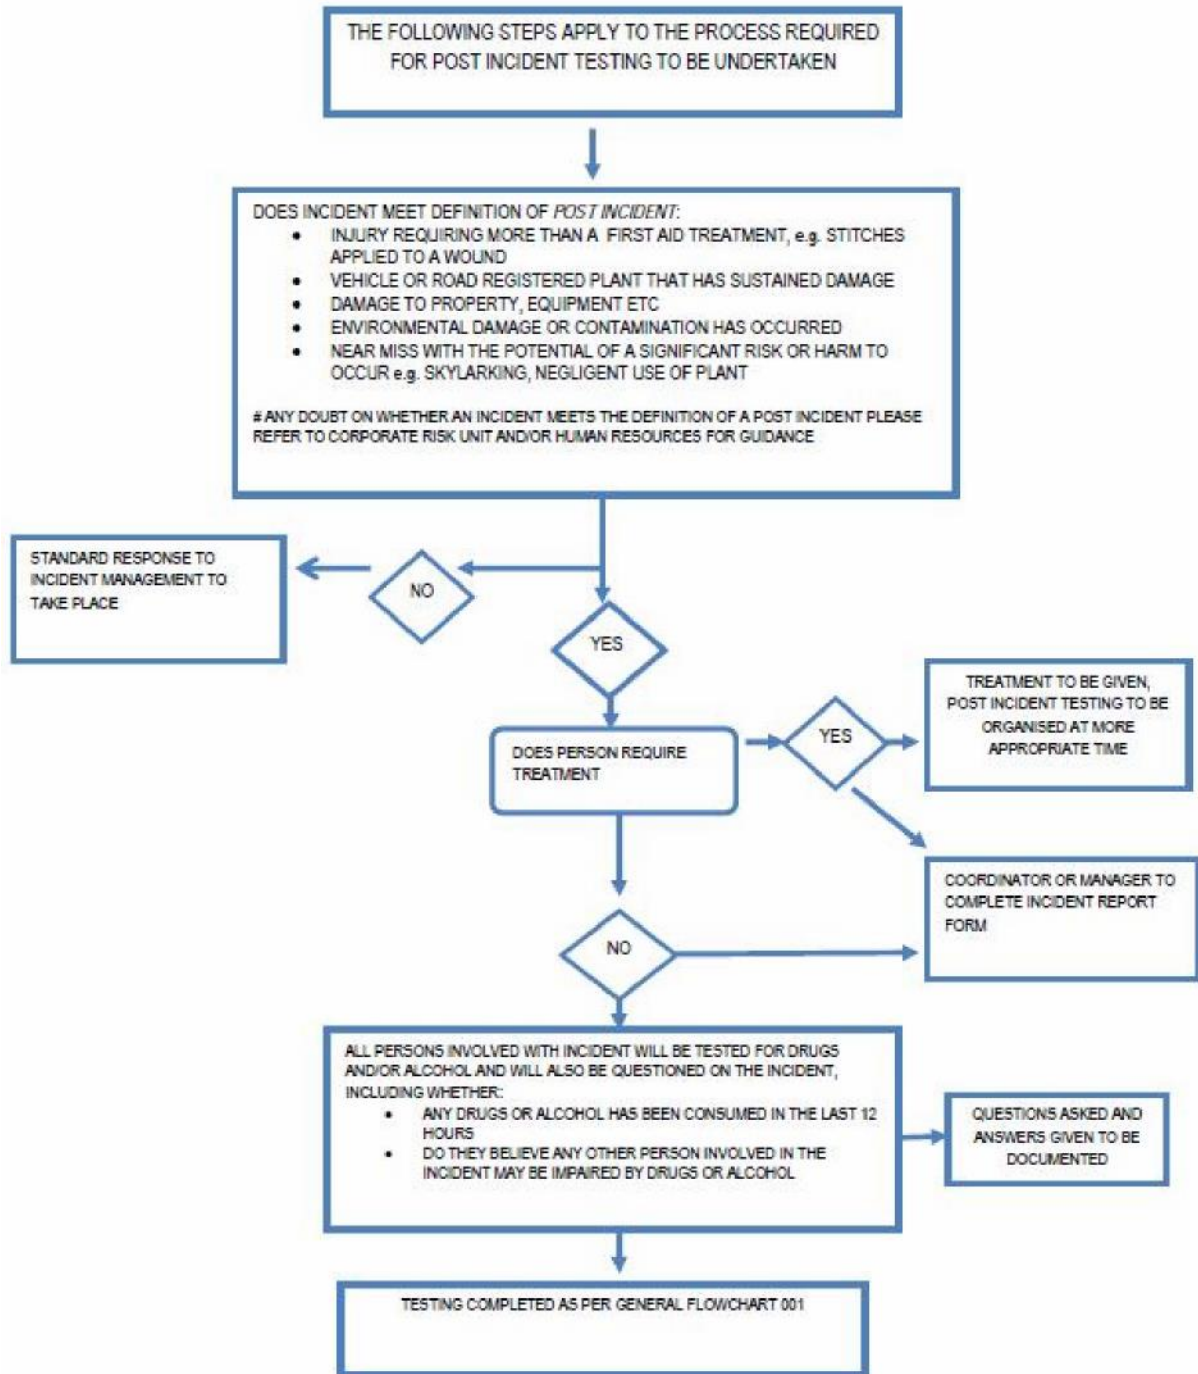 THE FOLLOWING STEPS APPLY TO THE PROCESS REQUIRED
FOR POST INCIDENT TESTING TO BE UNDERTAKEN
DOES INCIDENT MEET DEFINITION OF POST INCIDENT:
• INJURY REQUIRING MORE THAN A FIRST AID TREATMENT, e.g. STITCHES
APPLIED TO A WOUND
• VEHICLE OR ROAD REGISTERED PLANT THAT HAS SUSTAINED DAMAGE
• DAMAGE TO PROPERTY, EQUIPMENT ETC
• ENVIRONMENTAL DAMAGE OR CONTAMINATION HAS OCCURRED
• NEAR MISS WITH THE POTENTIAL OF A SIGNIFICANT RISK OR HARM TO
OCCUR e.g. SKYLARKING, NEGLIGENT USE OF PLANT
# ANY DOUBT ON WHETHER AN INCIDENT MEETS THE DEFINITION OF A POST INCIDENT PLEASE
REFER TO CORPORATE RISK UNIT AND/OR HUMAN RESOURCES FOR GUIDANCE
STANDARD RESPONSE TO
INCIDENT MANAGEMENT TO
TAKE PLACE
NO
YES
DOES PERSON REQUIRE
TREATMENT
YES
TREATMENT TO BE GIVEN,
POST INCIDENT TESTING TO BE
ORGANISED AT MORE
APPROPRIATE TIME
COORDINATOR OR MANAGER TO
COMPLETE INCIDENT REPORT
FORM
NO
ALL PERSONS INVOLVED WITH INCIDENT WILL BE TESTED FOR DRUGS
AND/OR ALCOHOL AND WILL ALSO BE QUESTIONED ON THE INCIDENT,
INCLUDING WHETHER:
• ANY DRUGS OR ALCOHOL HAS BEEN CONSUMED IN THE LAST 12
HOURS
• DO THEY BELIEVE ANY OTHER PERSON INVOLVED IN THE
INCIDENT MAY BE IMPAIRED BY DRUGS OR ALCOHOL
QUESTIONS ASKED AND
ANSWERS GIVEN TO BE
DOCUMENTED
TESTING COMPLETED AS PER GENERAL FLOWCHART 001